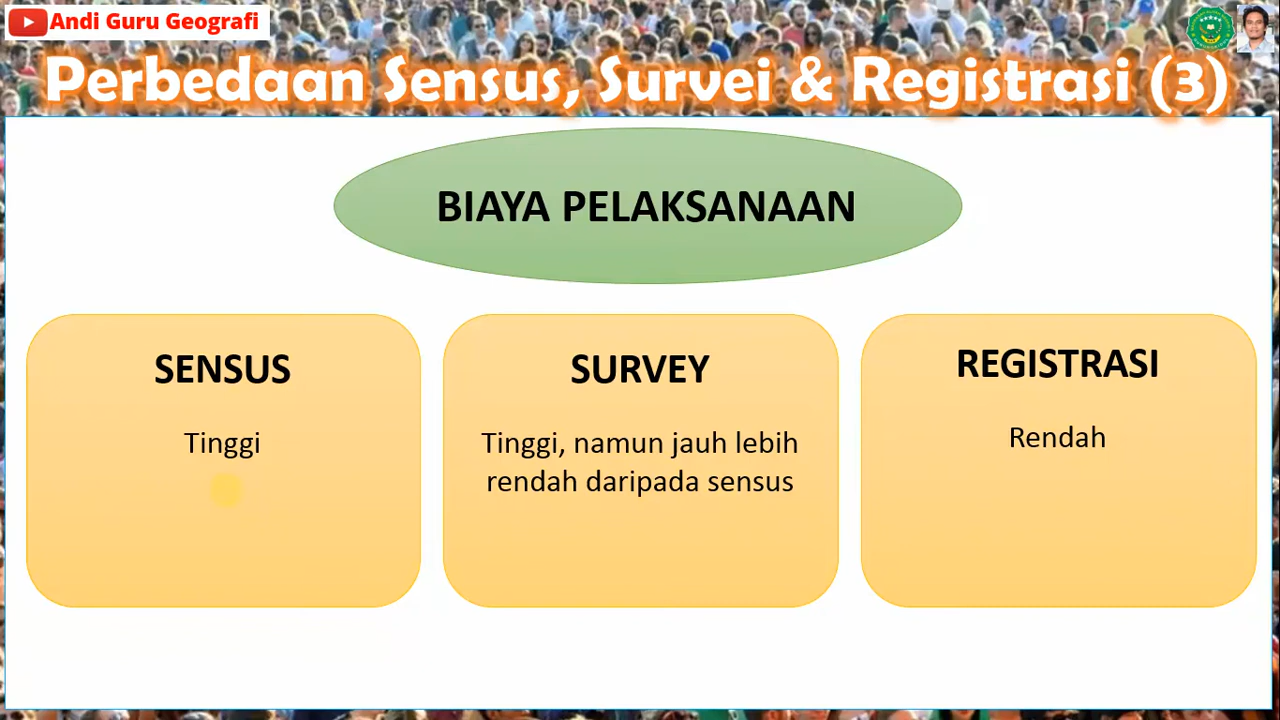 Andi Guru Geografi
Perbedaan Sensus, Survei & Registrasi (3)
BIAYA PELAKSANAAN
SENSUS
Tinggi
SURVEY
Tinggi, namun jauh lebih
rendah daripada sensus
REGISTRASI
Rendah